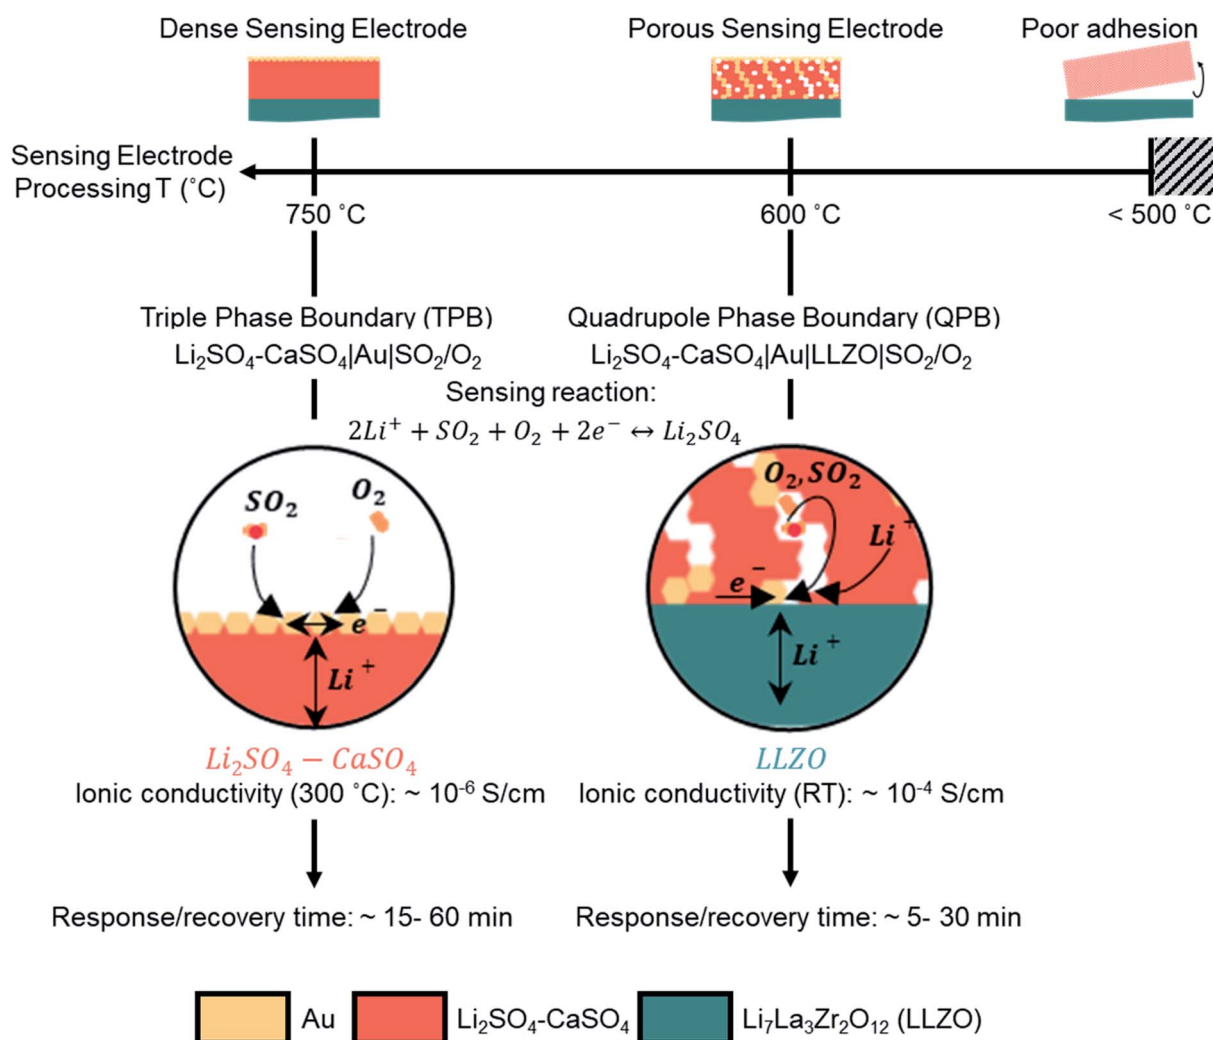 Dense Sensing Electrode
Porous Sensing Electrode
Poor adhesion
Sensing Electrode
Processing T (˚C)
750 ˚C
600 ˚C
< 500 ˚C
Triple Phase Boundary (TPB)
Li₂SO₄-CaSO₄|Au|SO₂/O₂
Quadrupole Phase Boundary (QPB)
Li₂SO₄-CaSO₄|Au|LLZO|SO₂/O₂
Sensing reaction:
2Li⁺ + SO₂ + O₂ + 2e⁻ ↔ Li₂SO₄
SO₂
O₂
e⁻
Li⁺
O₂, SO₂
Li⁺
e⁻
Li⁺
Li₂SO₄ − CaSO₄
Ionic conductivity (300 ˚C): ~ 10⁻⁶ S/cm
LLZO
Ionic conductivity (RT): ~ 10⁻⁴ S/cm
Response/recovery time: ~ 15- 60 min
Response/recovery time: ~ 5- 30 min
Au
Li₂SO₄-CaSO₄
Li₇La₃Zr₂O₁₂ (LLZO)